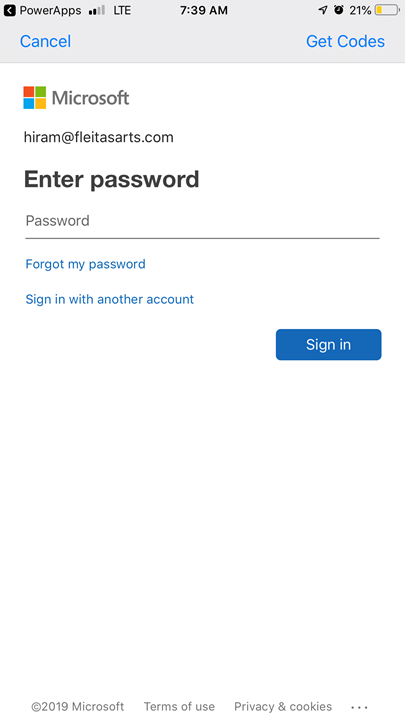 PowerApps LTE 7:39 AM 21%
Cancel Get Codes
Microsoft
hiram@fleitasarts.com
Enter password
Password
Forgot my password
Sign in with another account
Sign in
©2019 Microsoft Terms of use Privacy & cookies ...